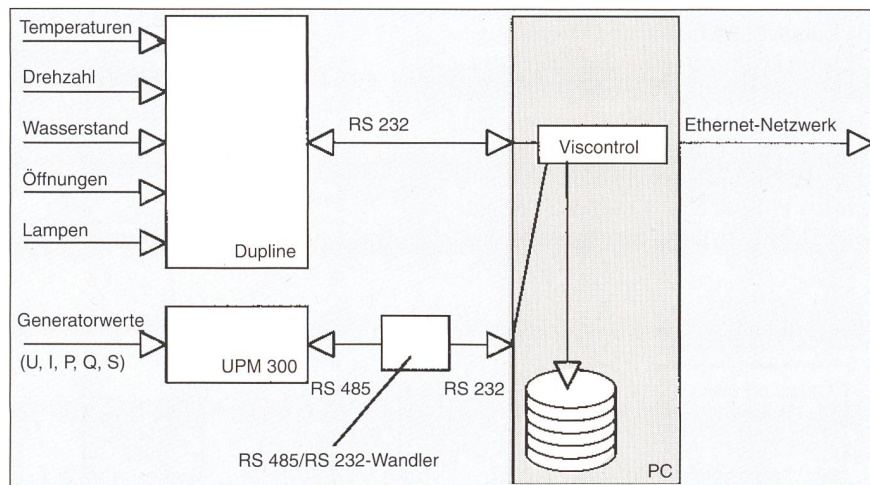 Temperaturen
Drehzahl
Wasserstand
Öffnungen
Lampen
Dupline
RS 232
Viscontrol
Ethernet-Netzwerk
Generatorwerte
(U, I, P, Q, S)
UPM 300
RS 485
RS 232
RS 485/RS 232-Wandler
PC